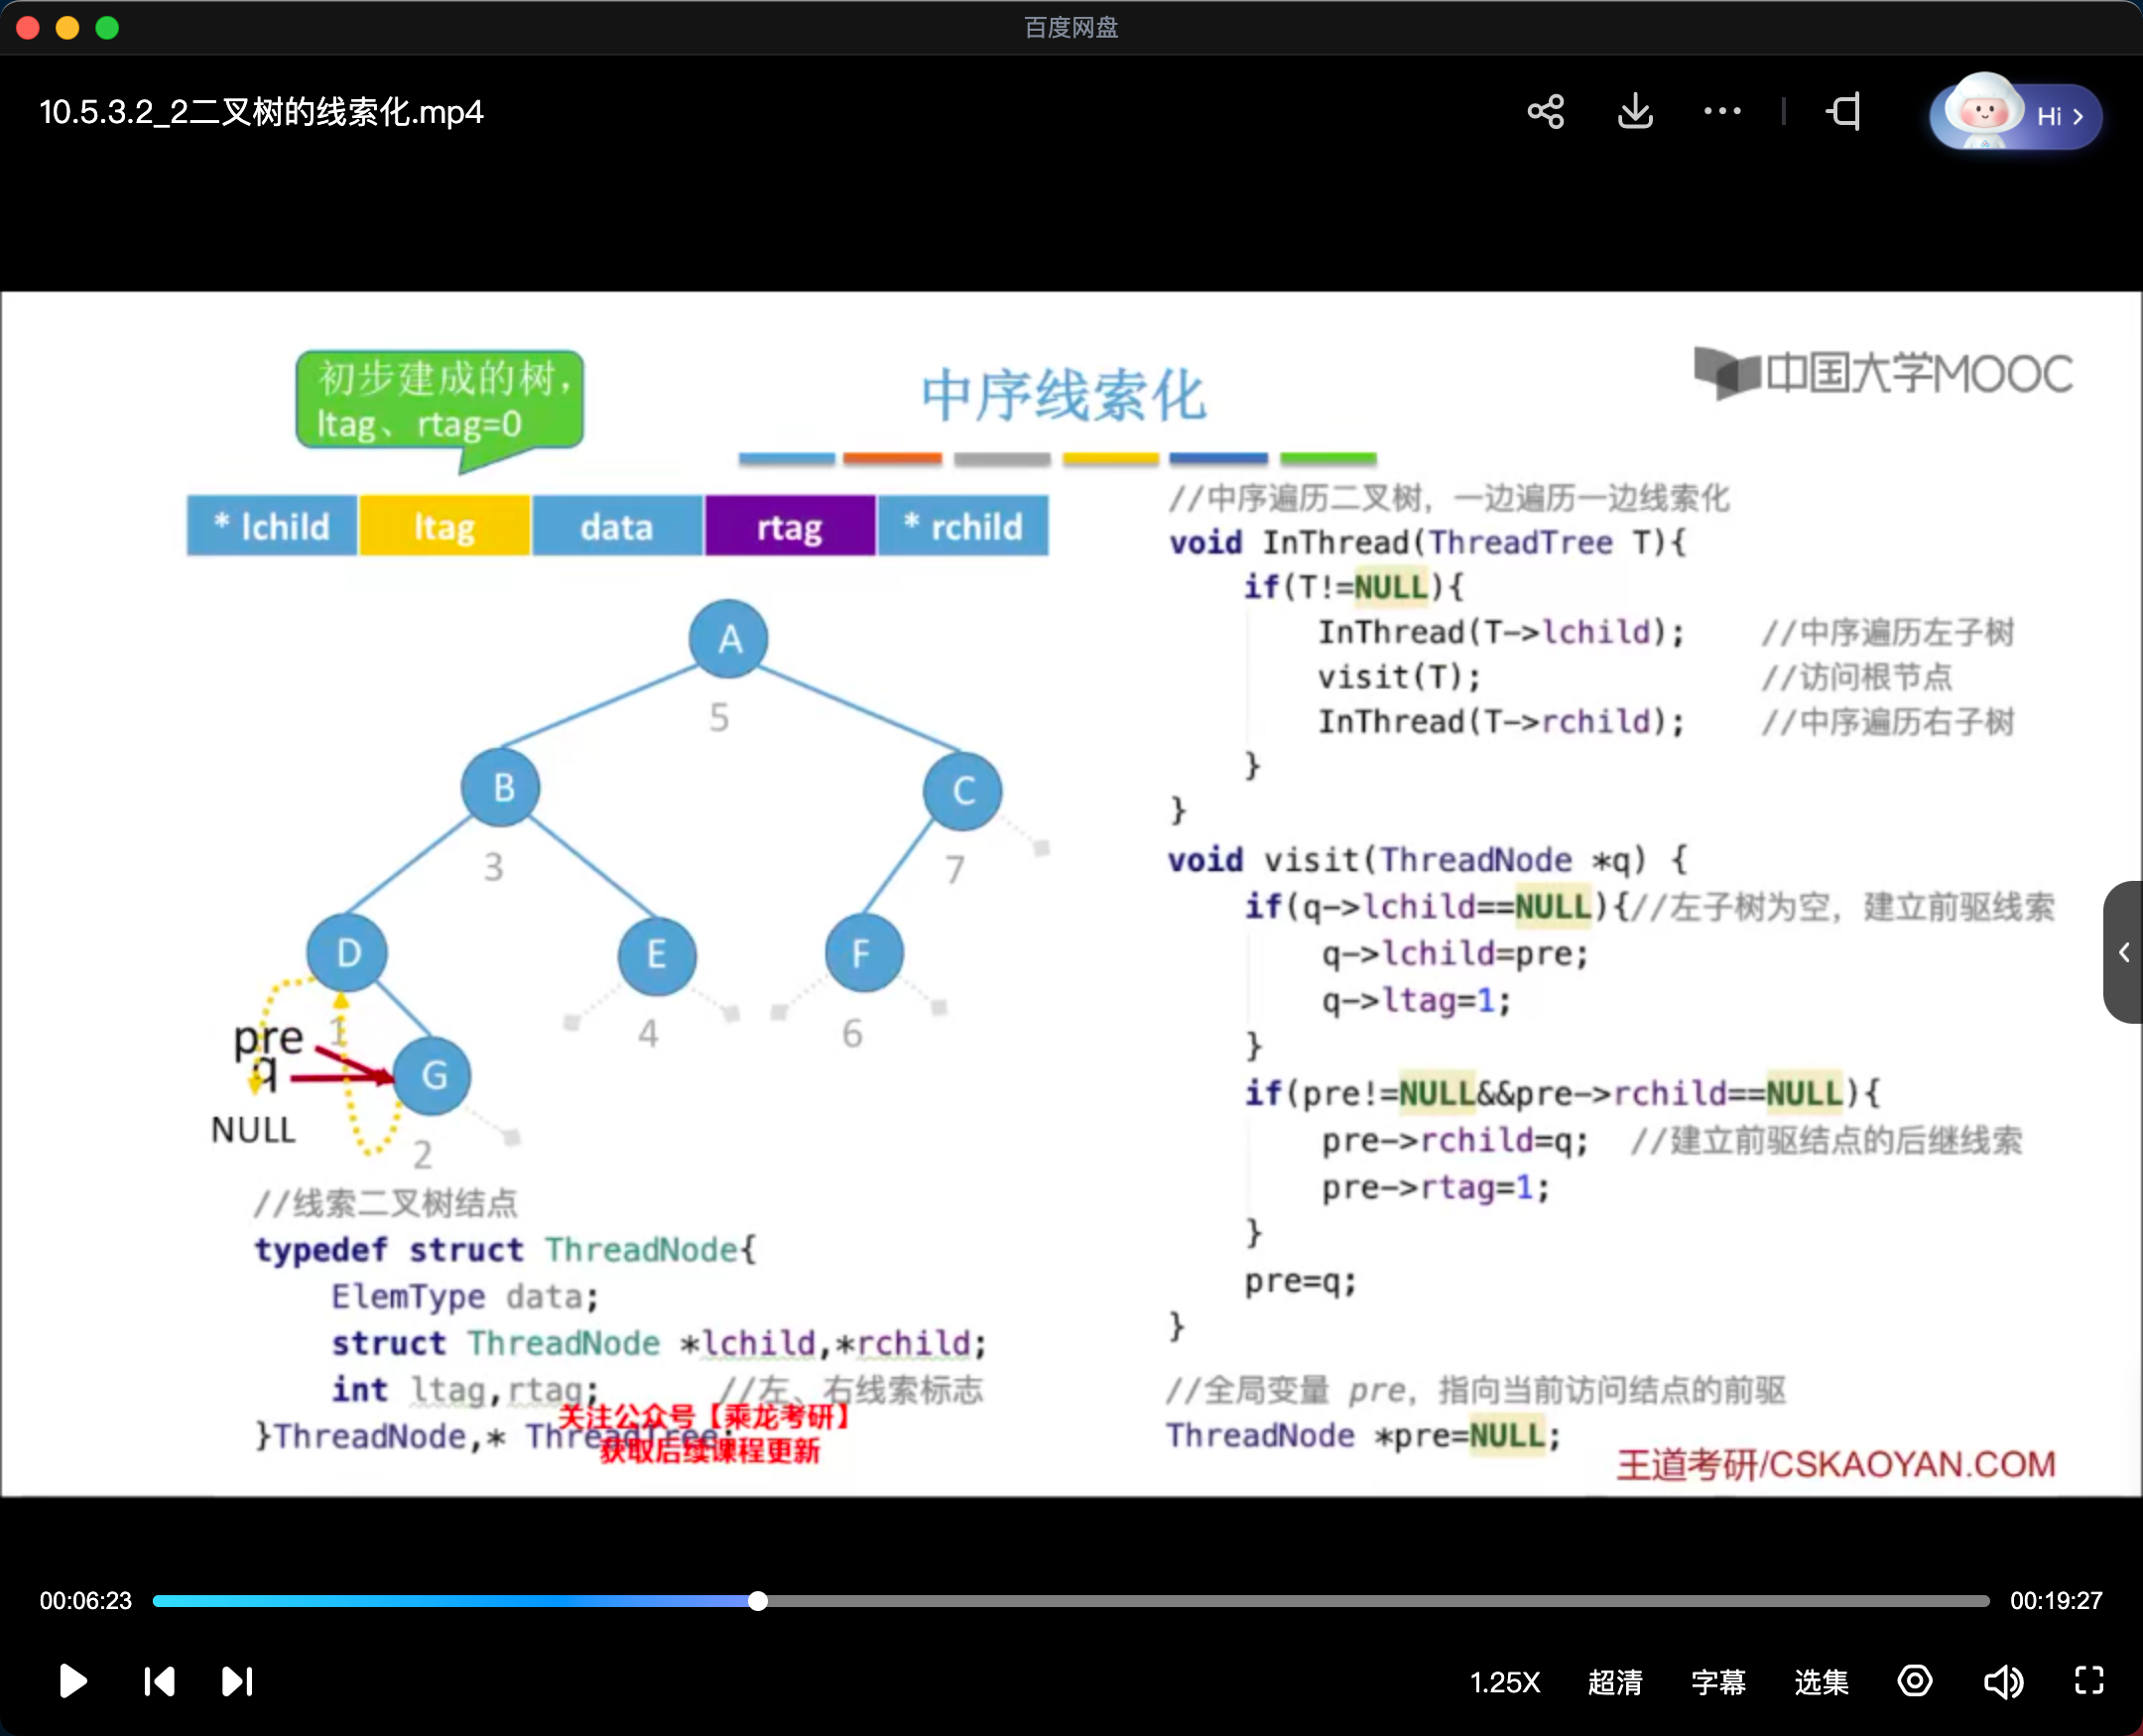 百度网盘
10.5.3.2_2二叉树的线索化.mp4
Hi
初步建成的树，
ltag、rtag=0
中序线索化
中国大学MOOC
* lchild ltag data rtag * rchild
A
5
B
C
3
7
D
E
F
1
4
6
pre
q
G
NULL
2
//线索二叉树结点
typedef struct ThreadNode{
ElemType data;
struct ThreadNode *lchild,*rchild;
int ltag,rtag; //左、右线索标志
}ThreadNode,* ThreadTree;
关注公众号【乘龙考研】
获取后续课程更新
//中序遍历二叉树，一边遍历一边线索化
void InThread(ThreadTree T){
if(T!=NULL){
InThread(T->lchild); //中序遍历左子树
visit(T); //访问根节点
InThread(T->rchild); //中序遍历右子树
}
}
void visit(ThreadNode *q) {
if(q->lchild==NULL){//左子树为空，建立前驱线索
q->lchild=pre;
q->ltag=1;
}
if(pre!=NULL&&pre->rchild==NULL){
pre->rchild=q; //建立前驱结点的后继线索
pre->rtag=1;
}
pre=q;
}
//全局变量 pre，指向当前访问结点的前驱
ThreadNode *pre=NULL;
王道考研/CSKAOYAN.COM
00:06:23
00:19:27
1.25X 超清 字幕 选集